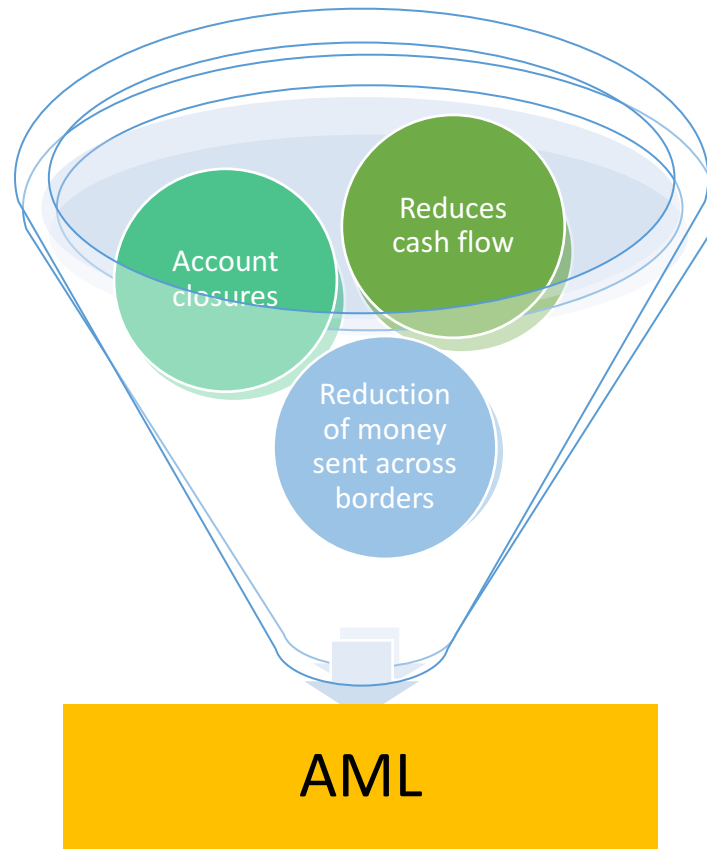 Reduces
cash flow
Account
closures
Reduction
of money
sent across
borders
AML